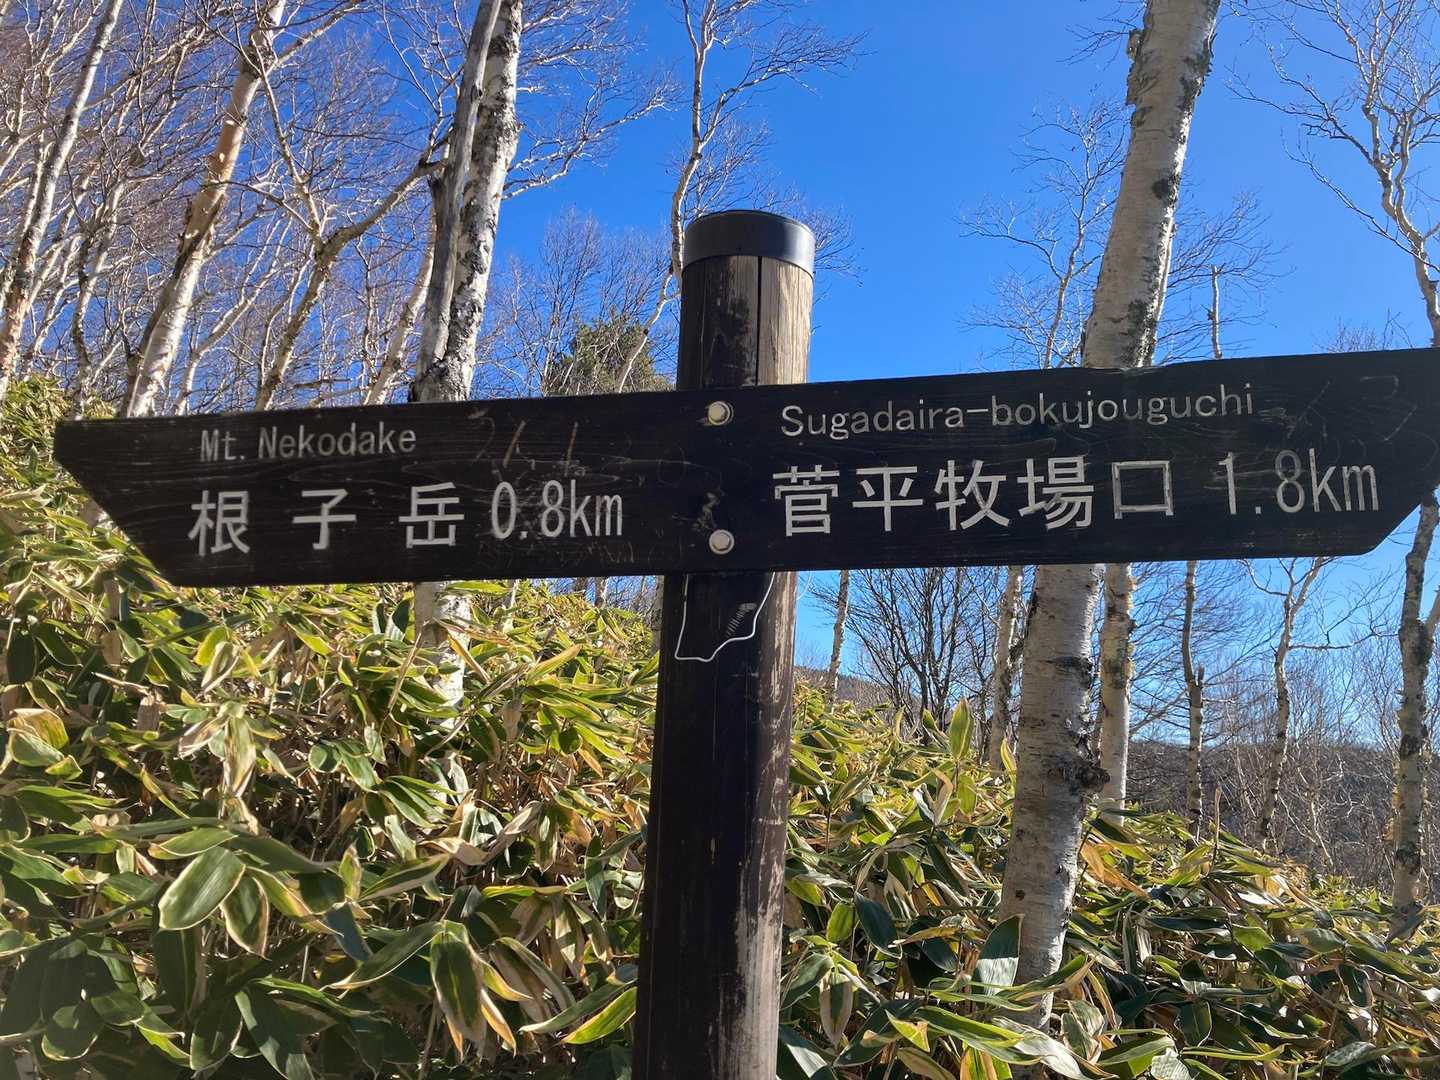 Mt. Nekodake
根子岳 0.8km
Sugadaira-bokujouguchi
菅平牧場口 1.8km